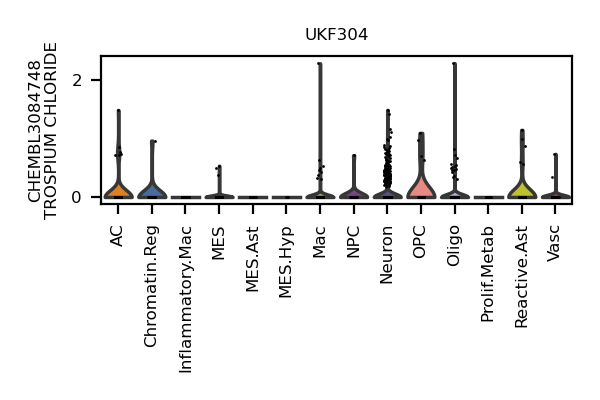 UKF304
CHEMBL3084748
TROSPIUM CHLORIDE
2
0
AC
Chromatin.Reg
Inflammatory.Mac
MES
MES.Ast
MES.Hyp
Mac
NPC
Neuron
OPC
Oligo
Prolif.Metab
Reactive.Ast
Vasc